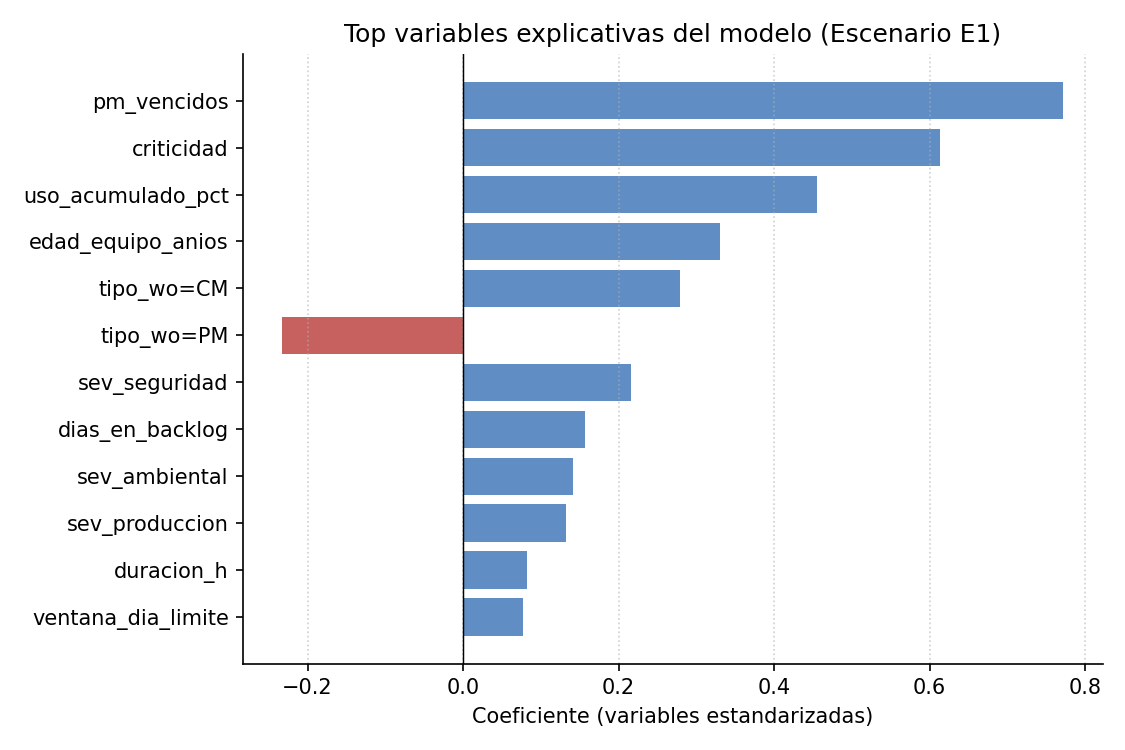 Top variables explicativas del modelo (Escenario E1)
pm_vencidos
criticidad
uso_acumulado_pct
edad_equipo_anios
tipo_wo=CM
tipo_wo=PM
sev_seguridad
dias_en_backlog
sev_ambiental
sev_produccion
duracion_h
ventana_dia_limite
−0.2 0.0 0.2 0.4 0.6 0.8
Coeficiente (variables estandarizadas)